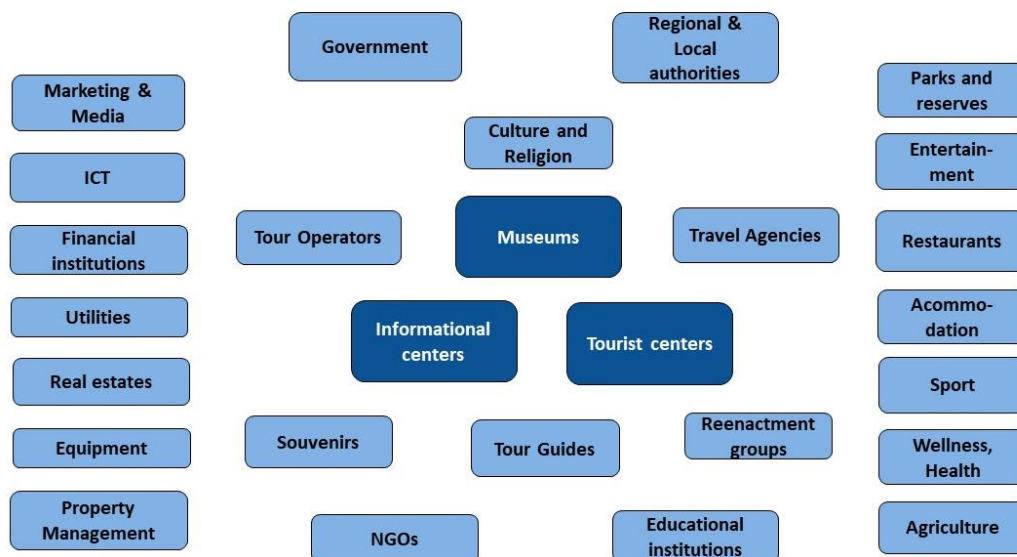 Government
Regional &
Local
authorities
Marketing &
Media
Parks and
reserves
Culture and
Religion
Entertain-
ment
ICT
Tour Operators
Museums
Travel Agencies
Financial
institutions
Restaurants
Utilities
Informational
centers
Tourist centers
Acommo-
dation
Real estates
Sport
Equipment
Souvenirs
Tour Guides
Reenactment
groups
Wellness,
Health
Property
Management
NGOs
Educational
institutions
Agriculture